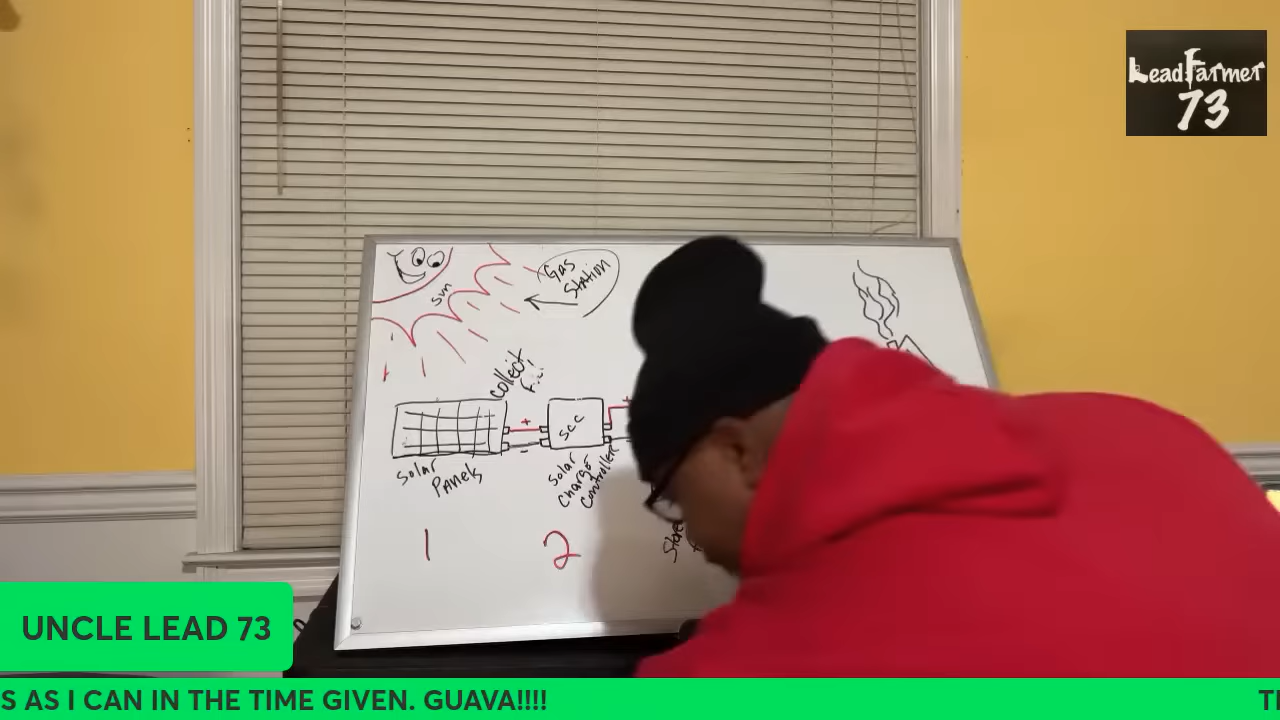 LeadFarmer
73
Gas
Station
Sun
collect
+
+
SCC
-
Solar
Panels
Solar
Charge
Controller
1
2
UNCLE LEAD 73
S AS I CAN IN THE TIME GIVEN. GUAVA!!!!